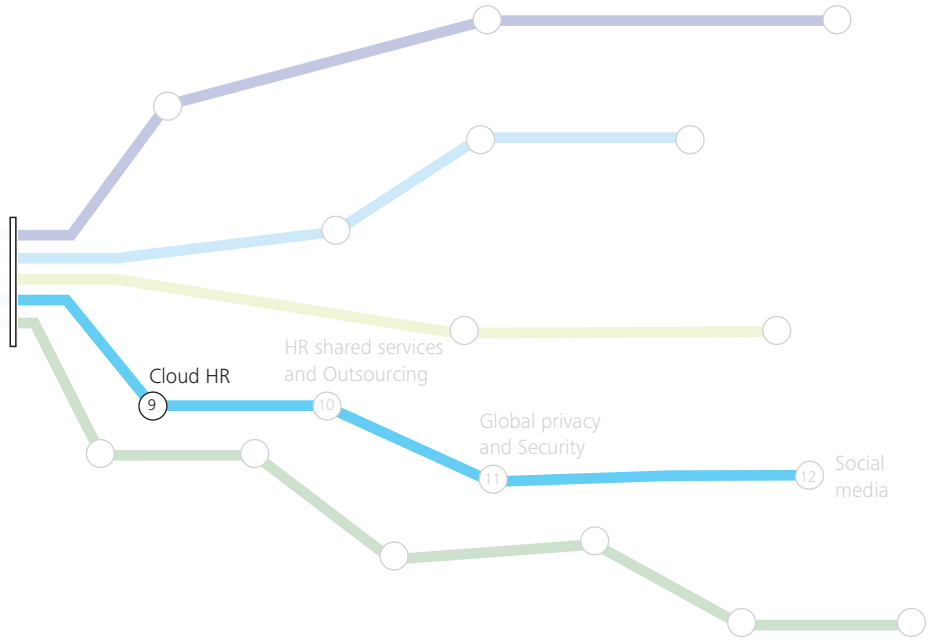 Cloud HR
9
HR shared services
and Outsourcing
10
Global privacy
and Security
11
Social
media
12